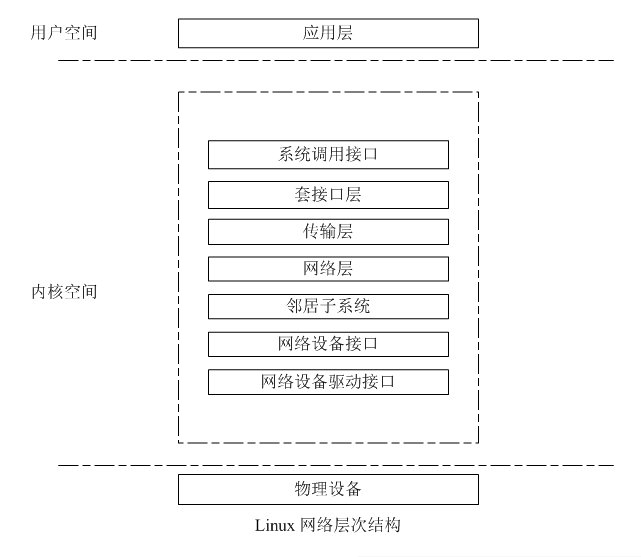 用户空间
应用层
系统调用接口
套接口层
传输层
网络层
内核空间
邻居子系统
网络设备接口
网络设备驱动接口
物理设备
Linux 网络层次结构